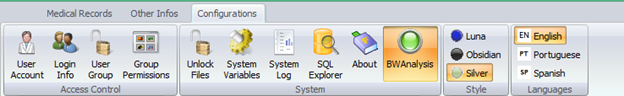 Medical Records Other Infos Configurations
User Account
Login Info
User Group
Group Permissions
Access Control
Unlock Files
System Variables
System Log
SQL Explorer
About
BWAnalysis
System
Luna
Obsidian
Silver
Style
EN English
PT Portuguese
SP Spanish
Languages